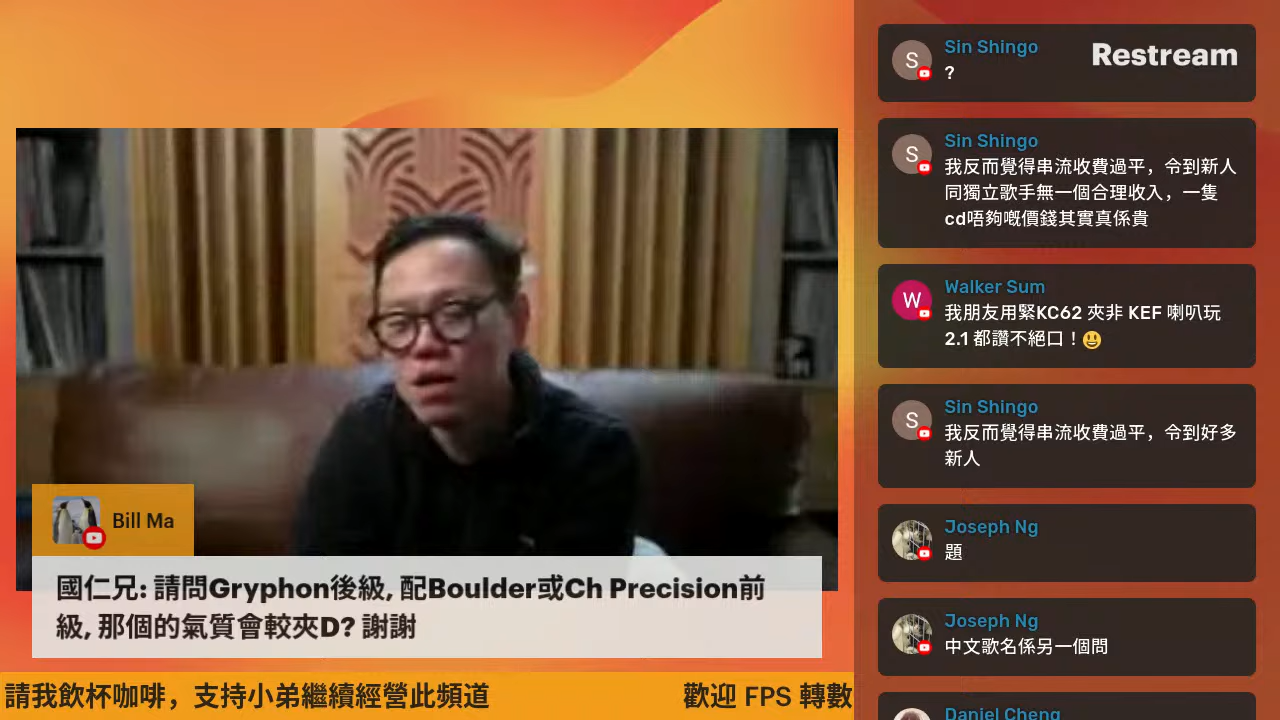 Bill Ma
國仁兄: 請問Gryphon後級, 配Boulder或Ch Precision前
級, 那個的氣质會較夾D? 謝謝
請我飲杯咖啡，支持小弟繼續經營此頻道
歡迎 FPS 轉數
Restream
S
Sin Shingo
?
S
Sin Shingo
我反而覺得串流收費過平，令到新人
同獨立歌手無一個合理收入，一隻
cd唔夠嘅價錢其實真係貴
W
Walker Sum
我朋友用緊KC62 夾非 KEF 喇叭玩
2.1 都讚不絕口！😃
S
Sin Shingo
我反而覺得串流收費過平，令到好多
新人
Joseph Ng
題
Joseph Ng
中文歌名係另一個問
Daniel Cheng